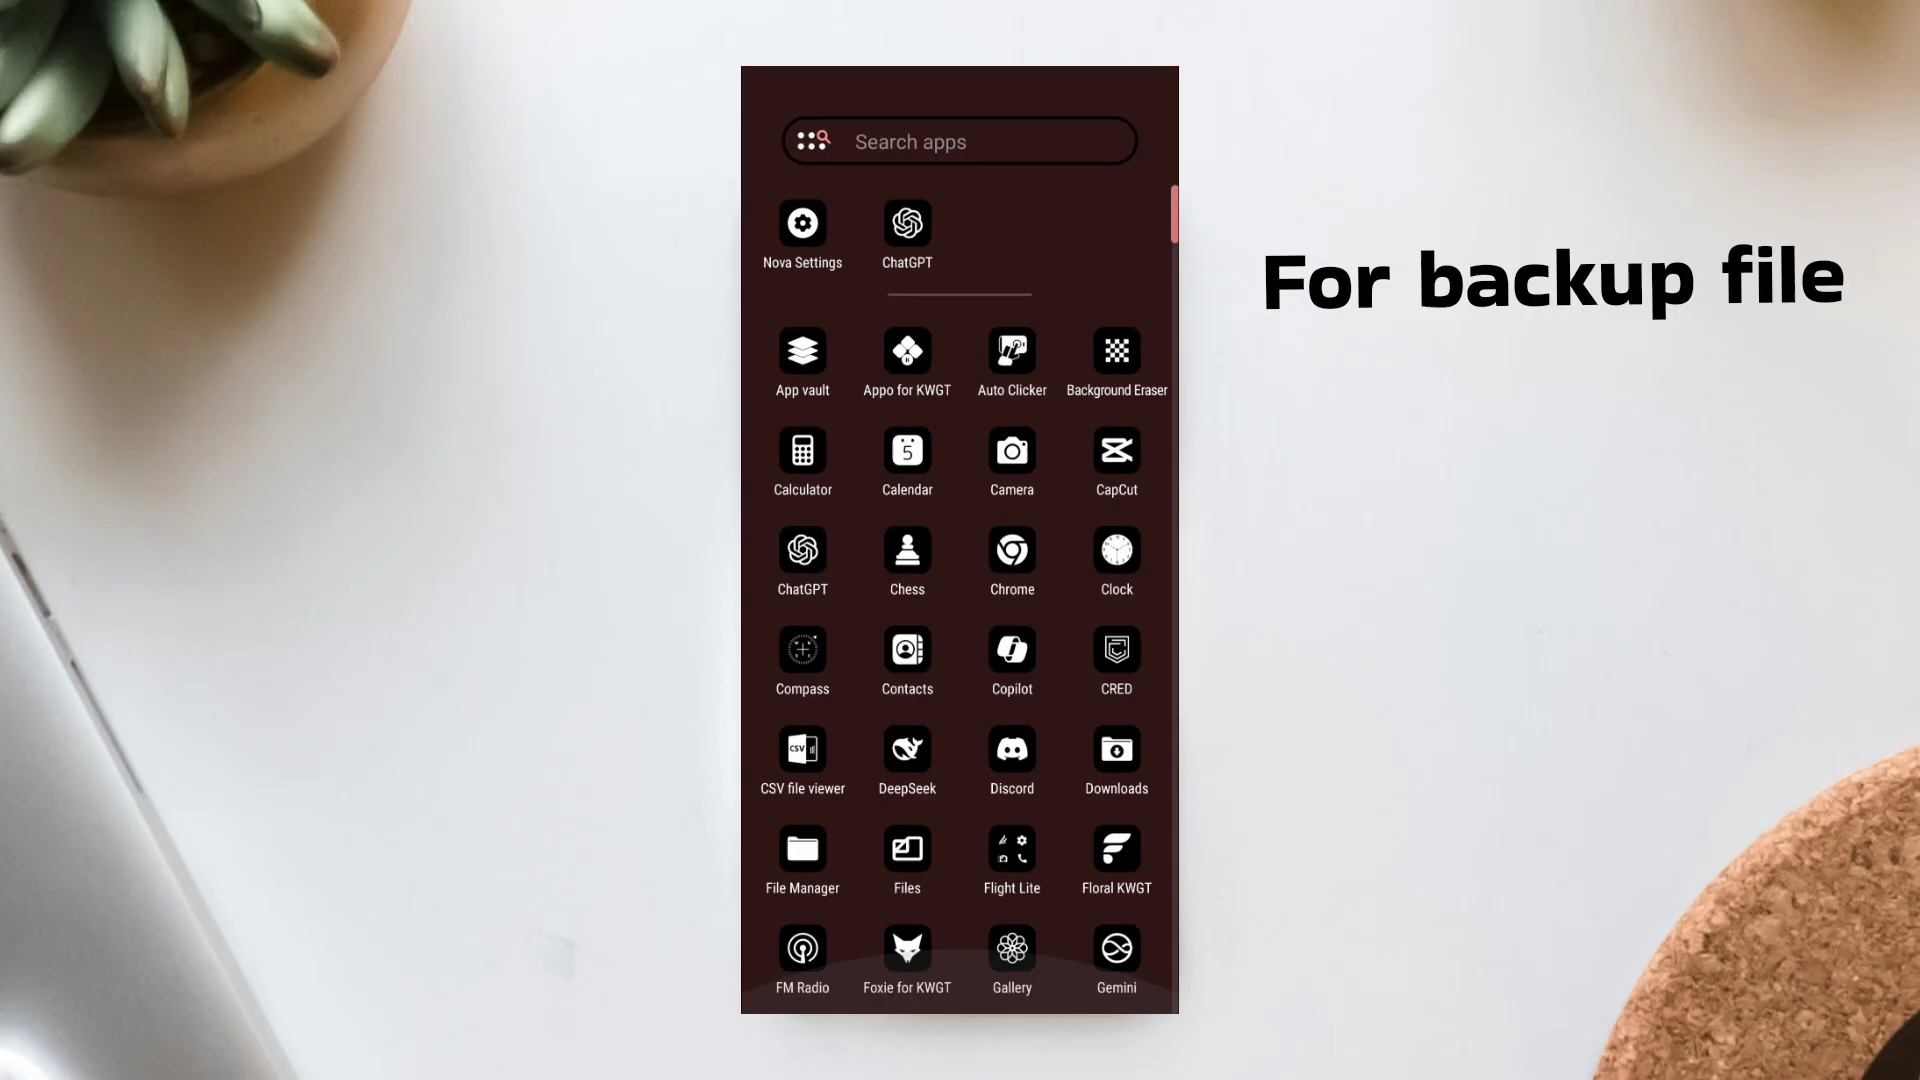 Search apps
Nova Settings ChatGPT
For backup file
App vault Appo for KWGT Auto Clicker Background Eraser
5
Calculator Calendar Camera CapCut
ChatGPT Chess Chrome Clock
Compass Contacts Copilot CRED
CSV
CSV file viewer DeepSeek Discord Downloads
File Manager Files Flight Lite Floral KWGT
FM Radio Foxie for KWGT Gallery Gemini